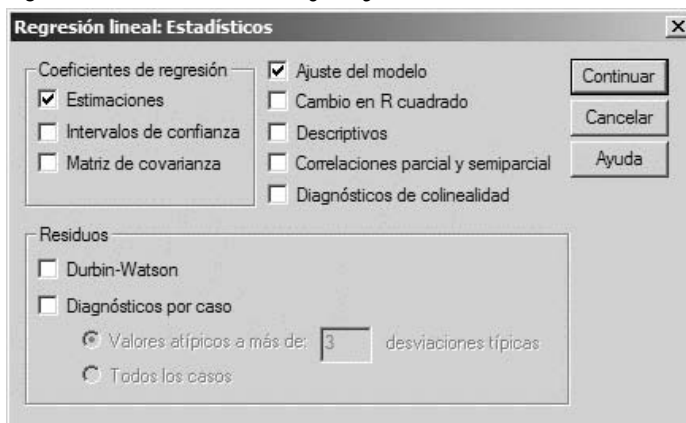 Regresión lineal: Estadísticos
Coeficientes de regresión
Estimaciones
Intervalos de confianza
Matriz de covarianza
Ajuste del modelo
Cambio en R cuadrado
Descriptivos
Correlaciones parcial y semiparcial
Diagnósticos de colinealidad
Continuar
Cancelar
Ayuda
Residuos
Durbin-Watson
Diagnósticos por caso
Valores atípicos a más de: 3 desviaciones típicas
Todos los casos